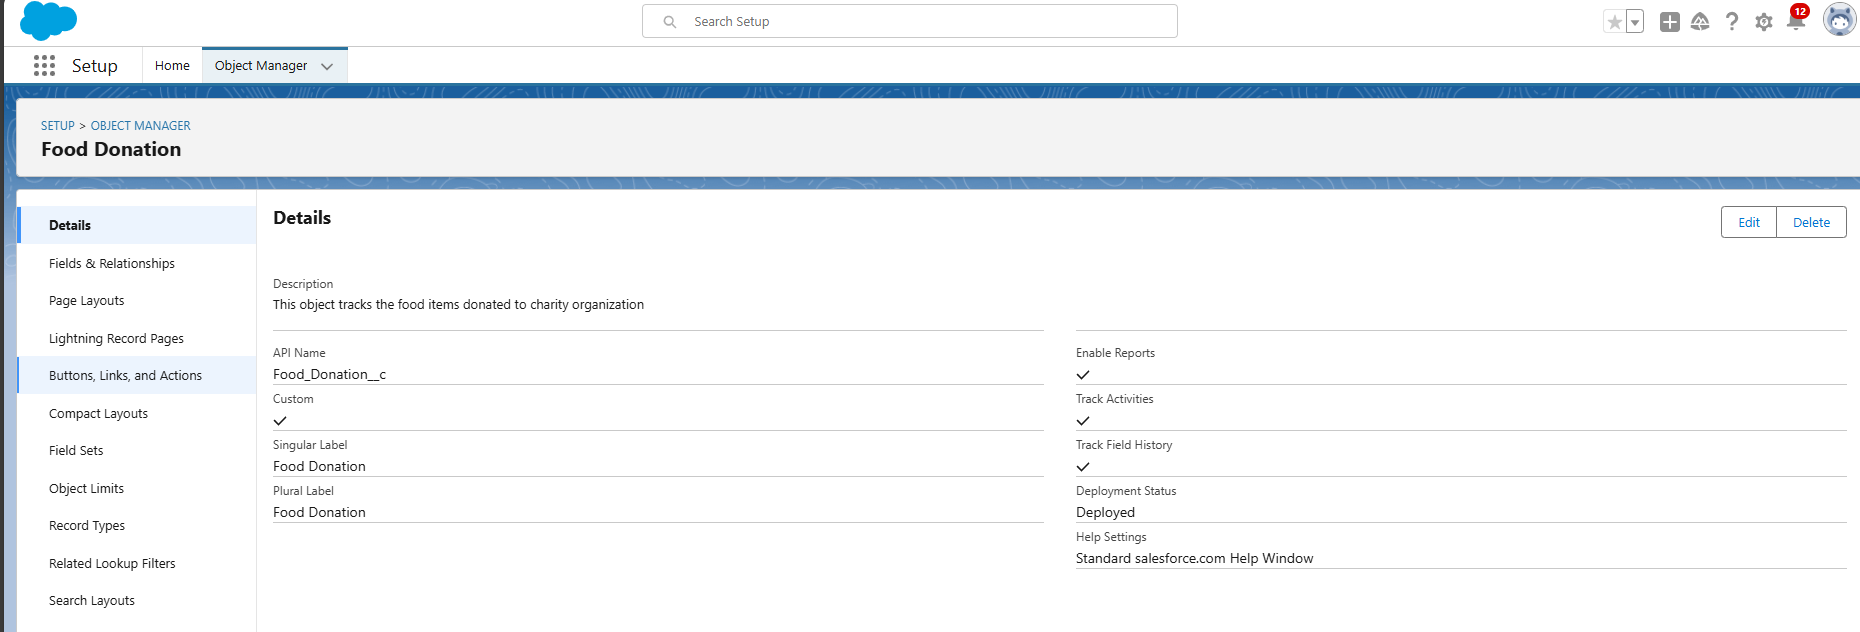 Search Setup
12
Setup
Home
Object Manager
SETUP > OBJECT MANAGER
Food Donation
Details
Fields & Relationships
Page Layouts
Lightning Record Pages
Buttons, Links, and Actions
Compact Layouts
Field Sets
Object Limits
Record Types
Related Lookup Filters
Search Layouts
Details
Edit
Delete
Description
This object tracks the food items donated to charity organization
API Name
Food_Donation__c
Custom
Singular Label
Food Donation
Plural Label
Food Donation
Enable Reports
Track Activities
Track Field History
Deployment Status
Deployed
Help Settings
Standard salesforce.com Help Window